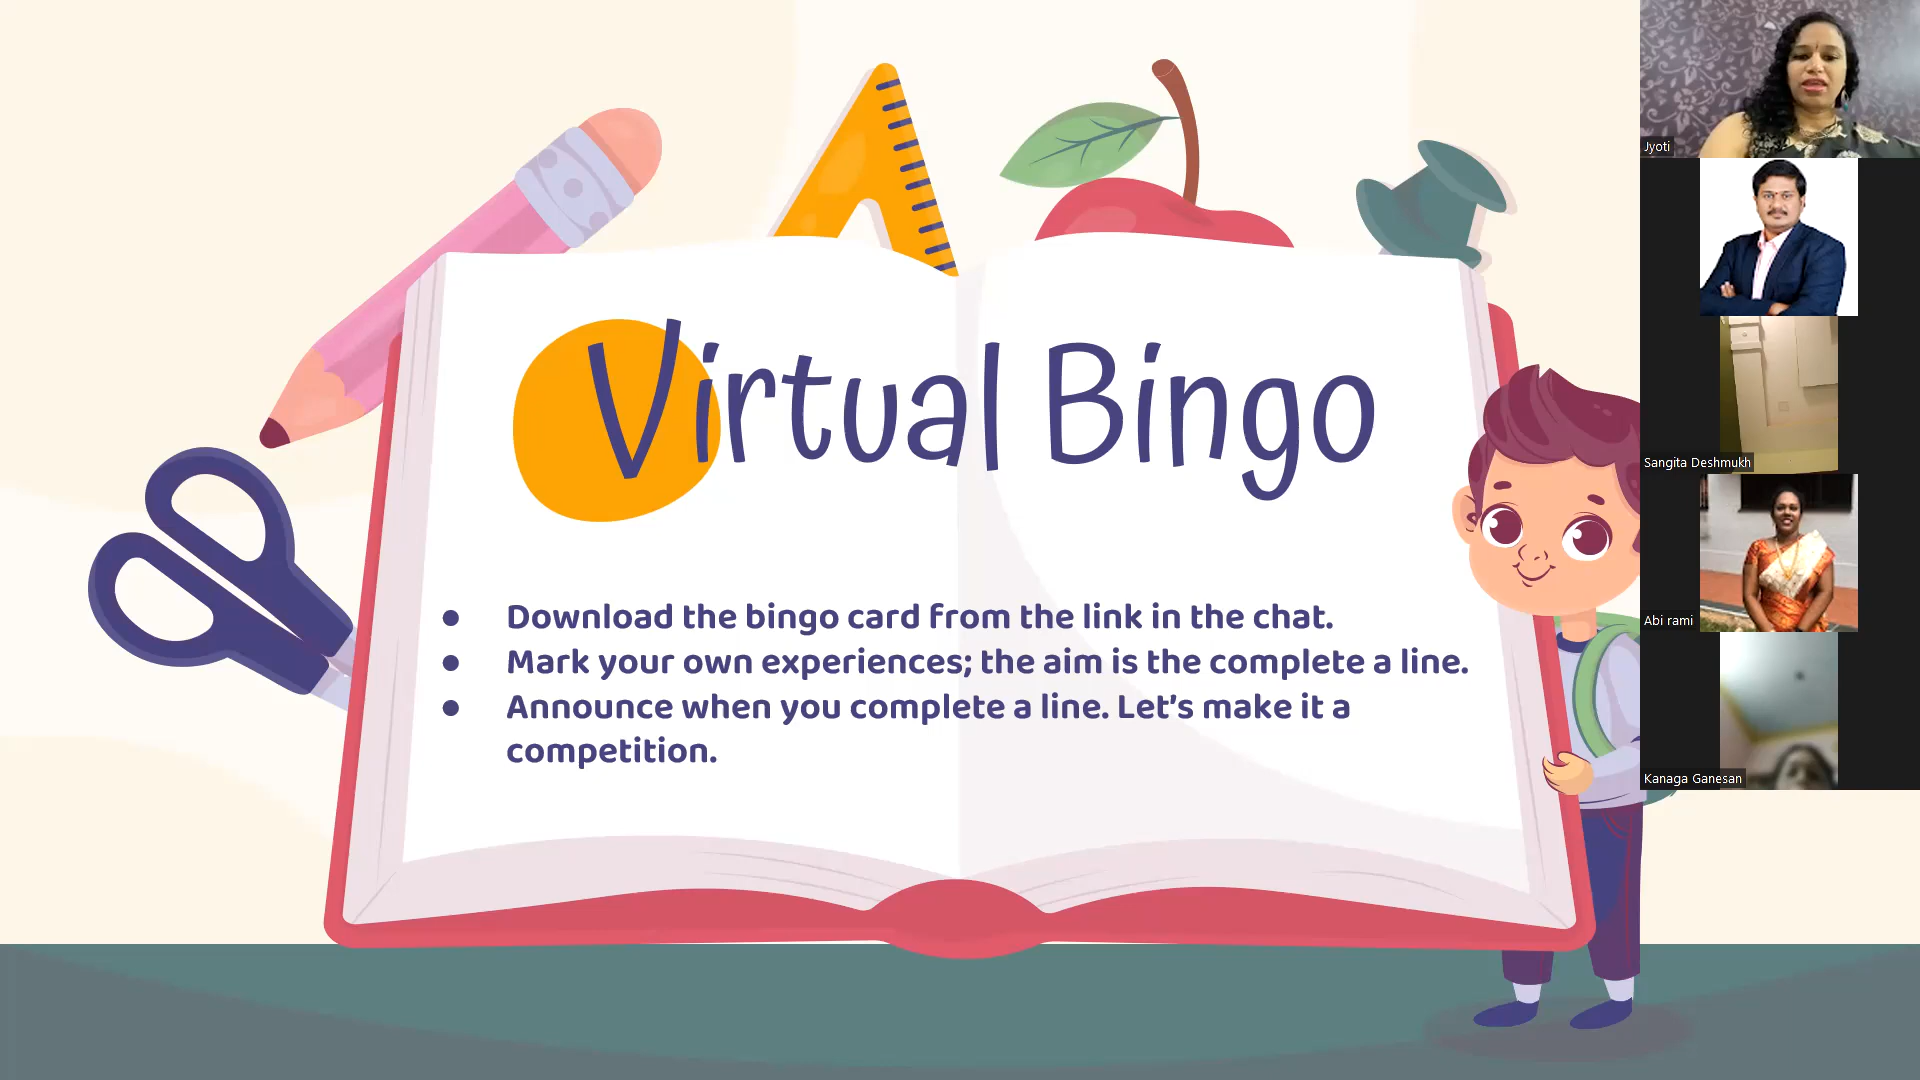 Virtual Bingo
● Download the bingo card from the link in the chat.
● Mark your own experiences; the aim is the complete a line.
● Announce when you complete a line. Let's make it a
competition.
Jyoti
Sangita Deshmukh
Abi rami
Kanaga Ganesan